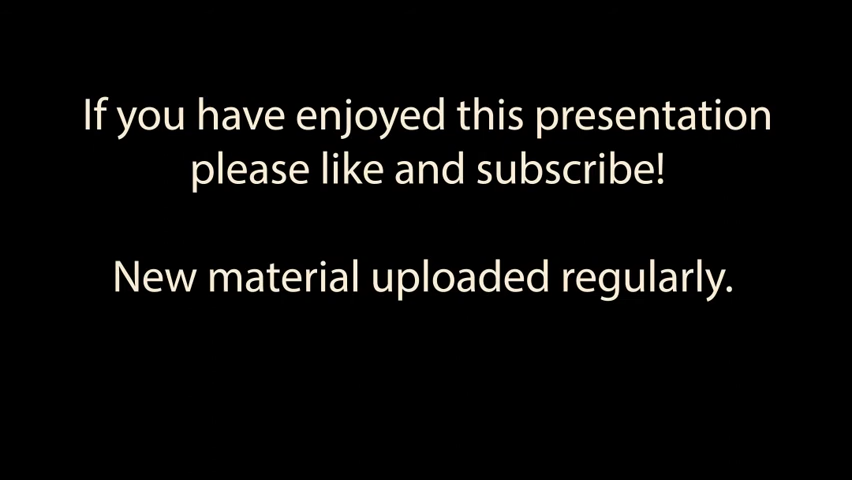 If you have enjoyed this presentation
please like and subscribe!
New material uploaded regularly.